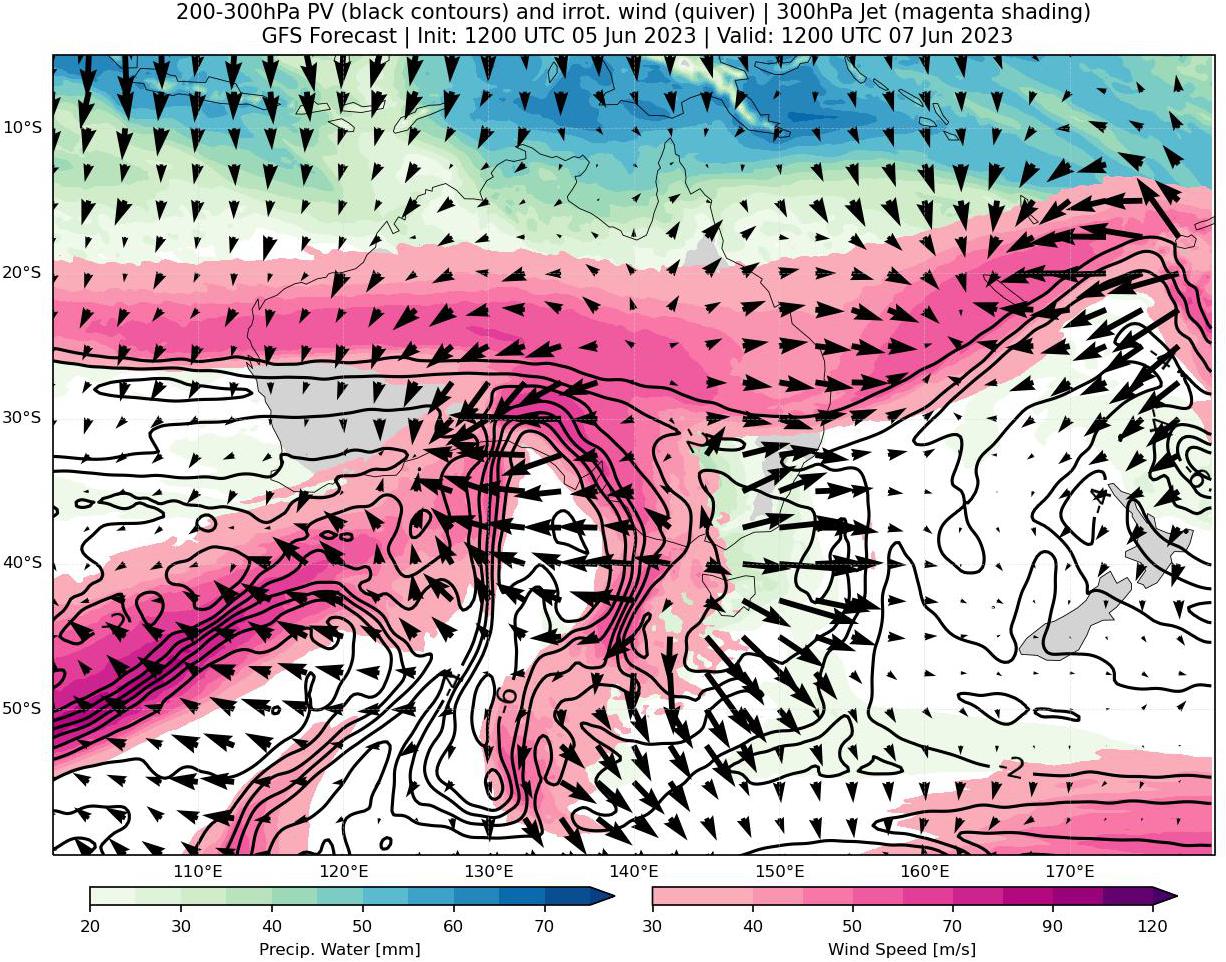 200-300hPa PV (black contours) and irrot. wind (quiver) | 300hPa Jet (magenta shading)
GFS Forecast | Init: 1200 UTC 05 Jun 2023 | Valid: 1200 UTC 07 Jun 2023
10°S
20°S
30°S
40°S
50°S
-4
-6
-2
110°E 120°E 130°E 140°E 150°E 160°E 170°E
20 30 40 50 60 70
30 40 50 70 90 120
Precip. Water [mm]
Wind Speed [m/s]